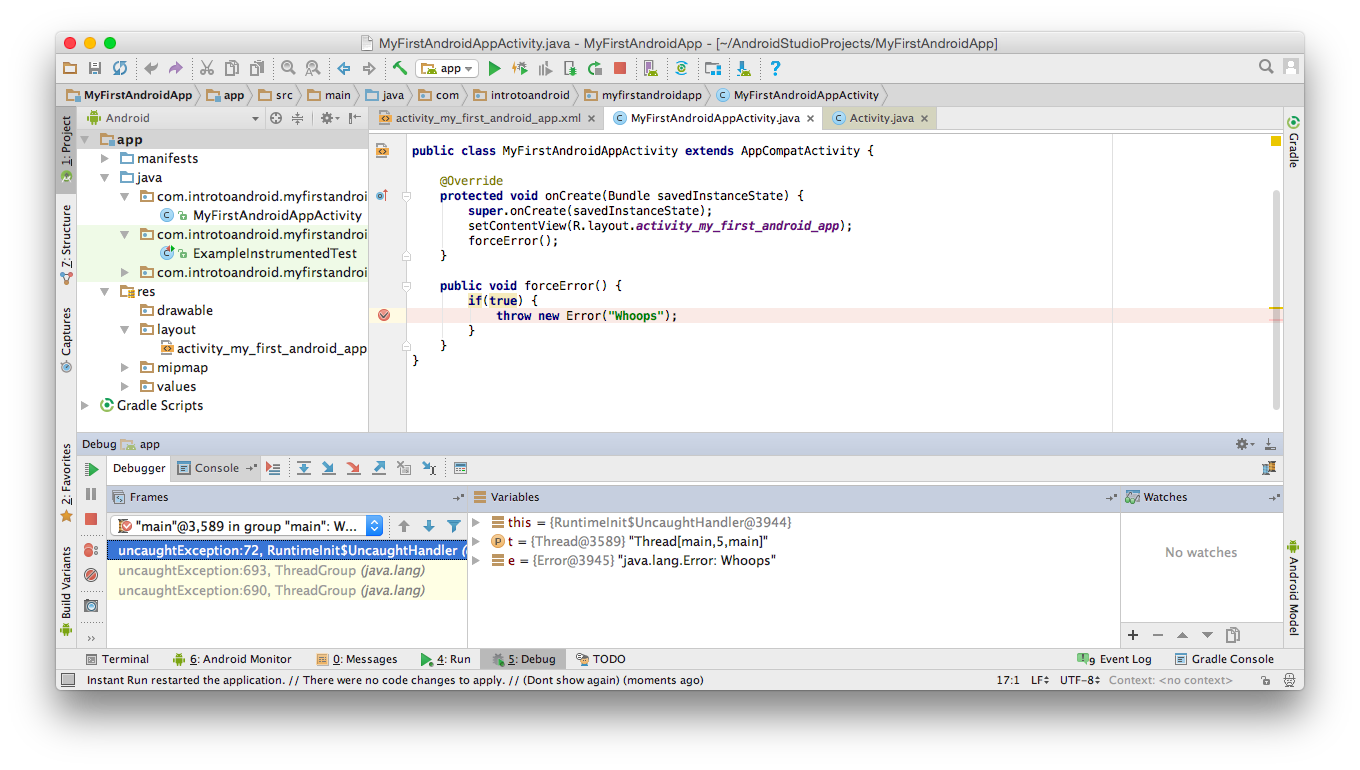 MyFirstAndroidAppActivity.java - MyFirstAndroidApp - [~/AndroidStudioProjects/MyFirstAndroidApp]
app
MyFirstAndroidApp app src main java com introtoandroid myfirstandroidapp MyFirstAndroidAppActivity
1: Project
Z: Structure
Captures
2: Favorites
Build Variants
Android
app
manifests
java
com.introtoandroid.myfirstandroi
MyFirstAndroidAppActivity
com.introtoandroid.myfirstandroi
ExampleInstrumentedTest
com.introtoandroid.myfirstandroi
res
drawable
layout
activity_my_first_android_app
mipmap
values
Gradle Scripts
activity_my_first_android_app.xml MyFirstAndroidAppActivity.java Activity.java
public class MyFirstAndroidAppActivity extends AppCompatActivity {
@Override
protected void onCreate(Bundle savedInstanceState) {
super.onCreate(savedInstanceState);
setContentView(R.layout.activity_my_first_android_app);
forceError();
}
public void forceError() {
if(true) {
throw new Error("Whoops");
}
}
}
Gradle
Android Model
Debug app
Debugger Console
Frames
"main"@3,589 in group "main": W...
uncaughtException:72, RuntimeInit$UncaughtHandler (
uncaughtException:693, ThreadGroup (java.lang)
uncaughtException:690, ThreadGroup (java.lang)
Variables
this = {RuntimeInit$UncaughtHandler@3944}
t = {Thread@3589} "Thread[main,5,main]"
e = {Error@3945} "java.lang.Error: Whoops"
Watches
No watches
Terminal 6: Android Monitor 0: Messages 4: Run 5: Debug TODO 9 Event Log Gradle Console
Instant Run restarted the application. // There were no code changes to apply. // (Dont show again) (moments ago) 17:1 LF UTF-8 Context: <no context>